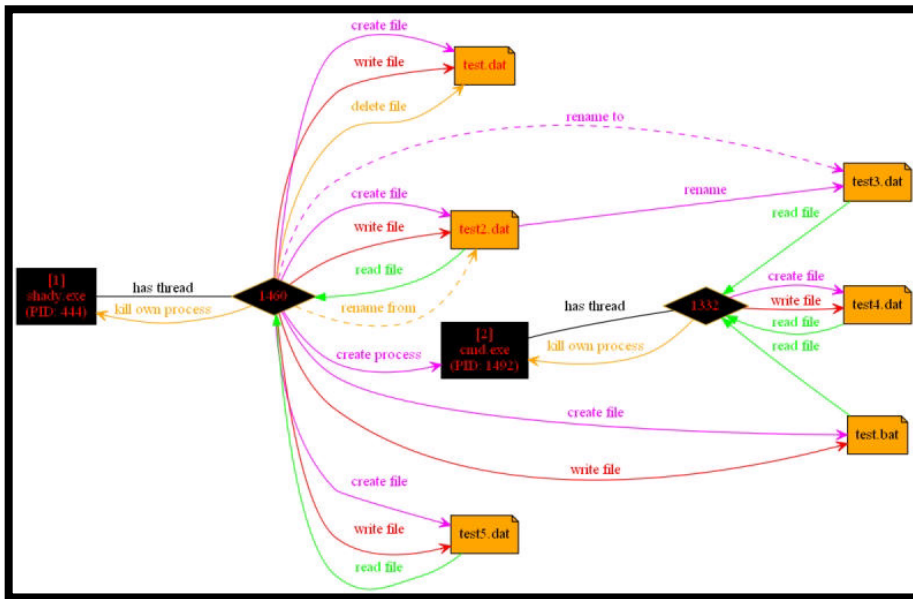 create file
write file
test.dat
delete file
rename to
create file
rename
test3.dat
write file
test2.dat
read file
read file
[1]
shady.exe
(PID: 444)
has thread
1460
kill own process
rename from
has thread
1332
create file
write file
test4.dat
read file
read file
[2]
cmd.exe
(PID: 1492)
create process
kill own process
create file
test.bat
write file
create file
write file
test5.dat
read file